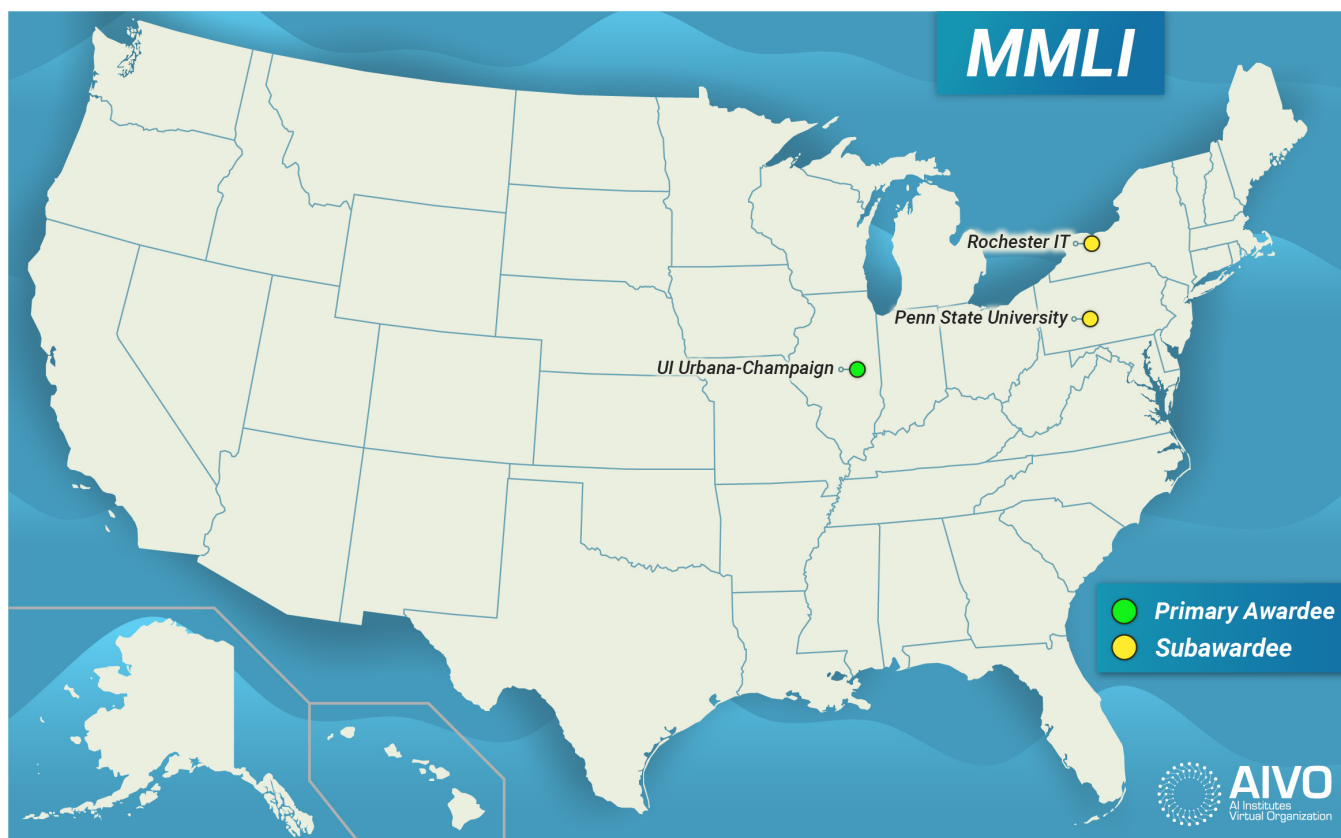 MMLI
Rochester IT
Penn State University
UI Urbana-Champaign
Primary Awardee
Subawardee
AIVO
AI Institutes
Virtual Organization